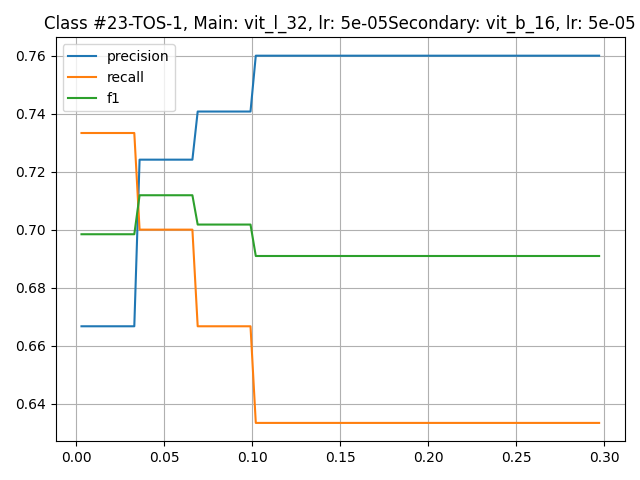 Class #23-TOS-1, Main: vit_l_32, lr: 5e-05Secondary: vit_b_16, lr: 5e-05
precision
recall
f1
0.76
0.74
0.72
0.70
0.68
0.66
0.64
0.00 0.05 0.10 0.15 0.20 0.25 0.30